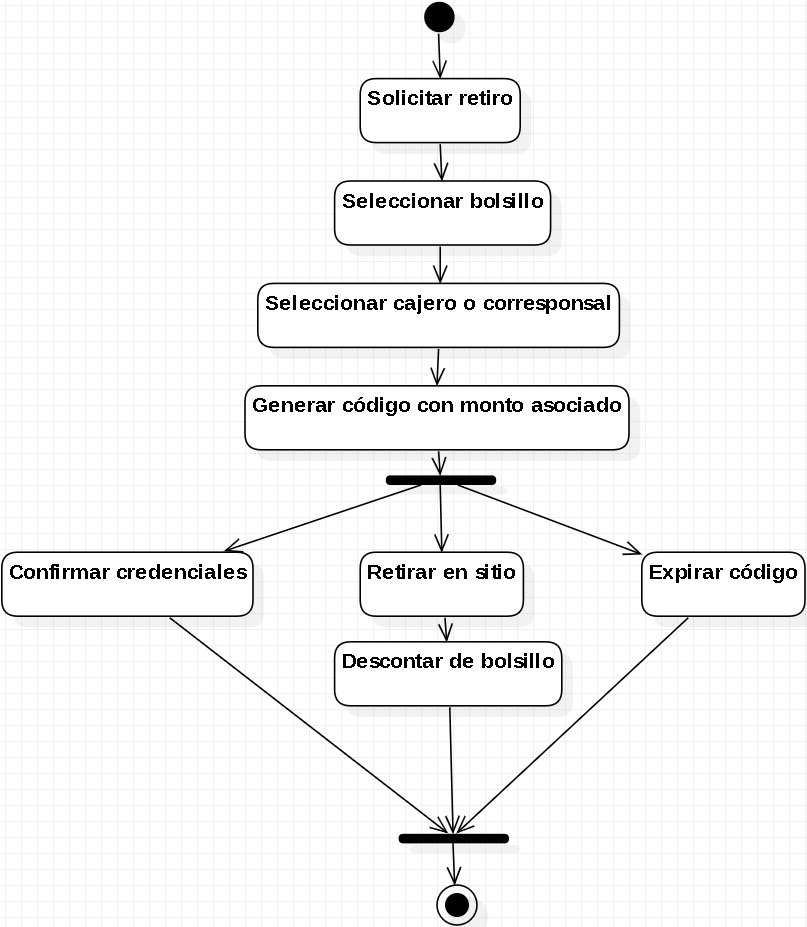 Solicitar retiro
Seleccionar bolsillo
Seleccionar cajero o corresponsal
Generar código con monto asociado
Confirmar credenciales
Retirar en sitio
Expirar código
Descontar de bolsillo